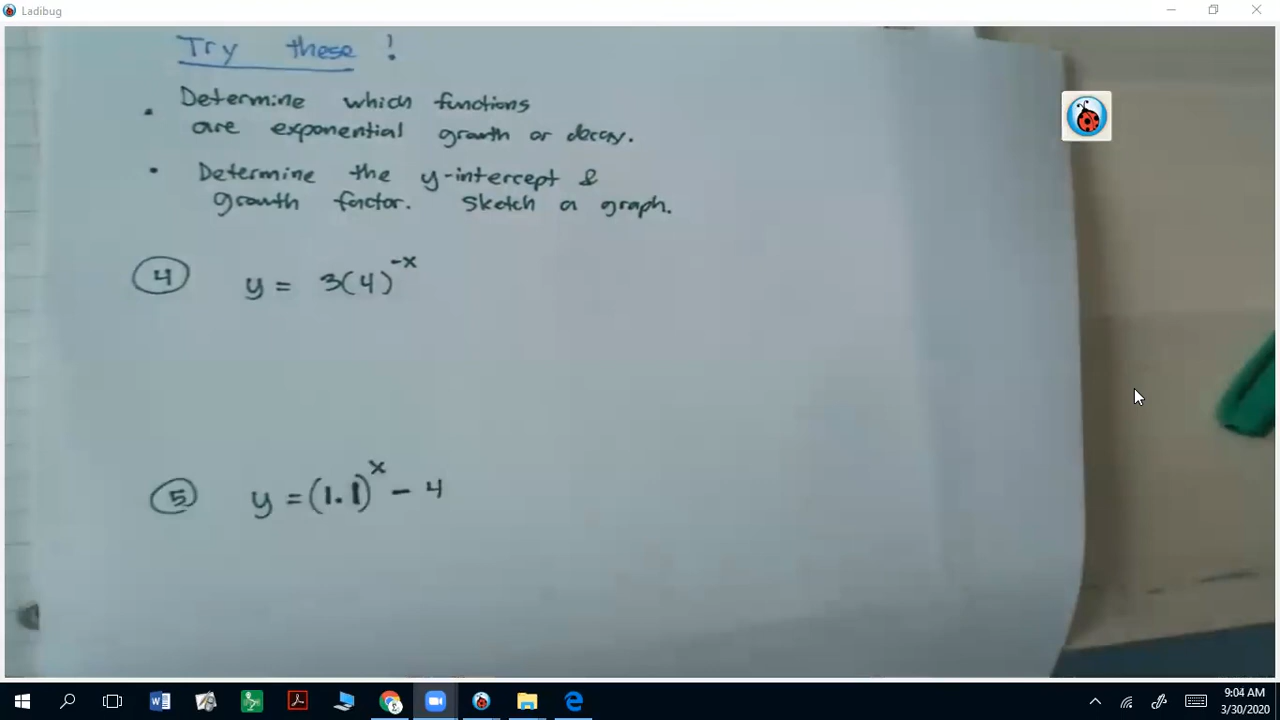 Ladibug
Try these !
• Determine which functions
are exponential growth or decay.
• Determine the y-intercept &
growth factor. Sketch a graph.
④ y = 3(4)^{-x}
⑤ y = (1.1)^{x} - 4
9:04 AM
3/30/2020